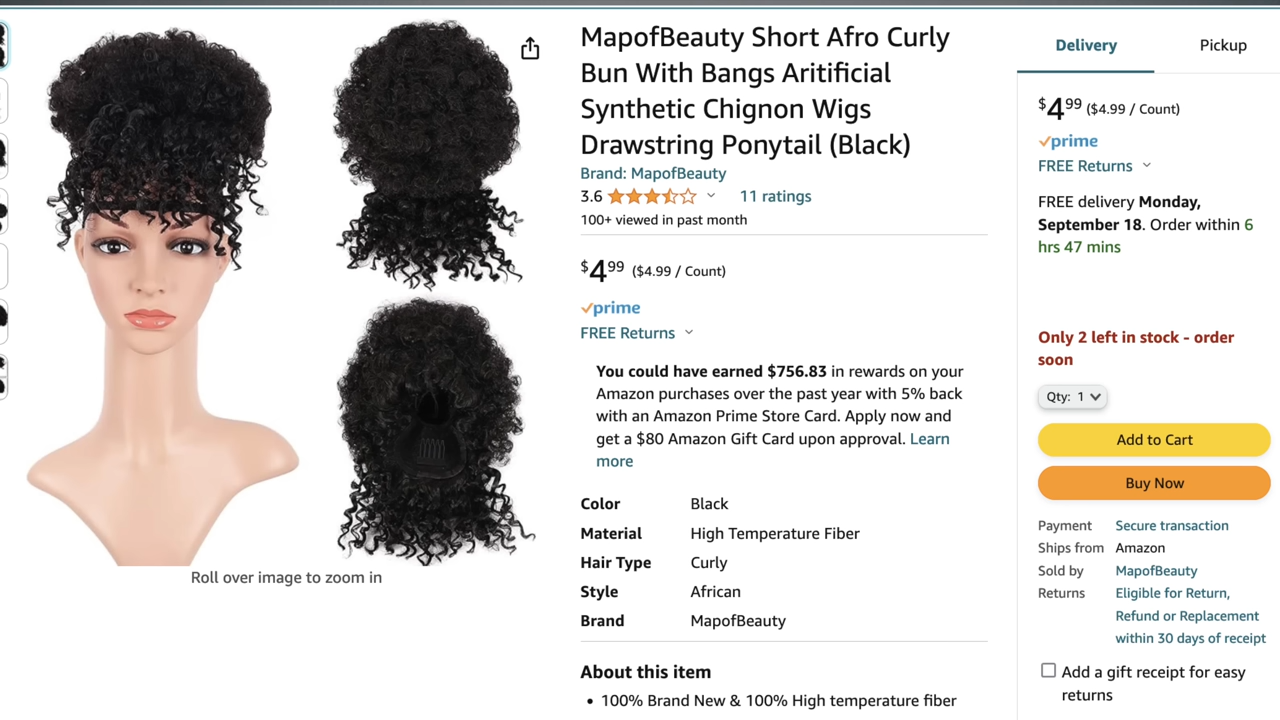 MapofBeauty Short Afro Curly
Bun With Bangs Aritificial
Synthetic Chignon Wigs
Drawstring Ponytail (Black)
Brand: MapofBeauty
3.6
11 ratings
100+ viewed in past month
$4.99 ($4.99 / Count)
prime
FREE Returns
You could have earned $756.83 in rewards on your
Amazon purchases over the past year with 5% back
with an Amazon Prime Store Card. Apply now and
get a $80 Amazon Gift Card upon approval. Learn
more
Color Black
Material High Temperature Fiber
Hair Type Curly
Style African
Brand MapofBeauty
About this item
• 100% Brand New & 100% High temperature fiber
Roll over image to zoom in
Delivery Pickup
$4.99 ($4.99 / Count)
prime
FREE Returns
FREE delivery Monday,
September 18. Order within 6
hrs 47 mins
Only 2 left in stock - order
soon
Qty: 1
Add to Cart
Buy Now
Payment Secure transaction
Ships from Amazon
Sold by MapofBeauty
Returns Eligible for Return,
Refund or Replacement
within 30 days of receipt
Add a gift receipt for easy
returns